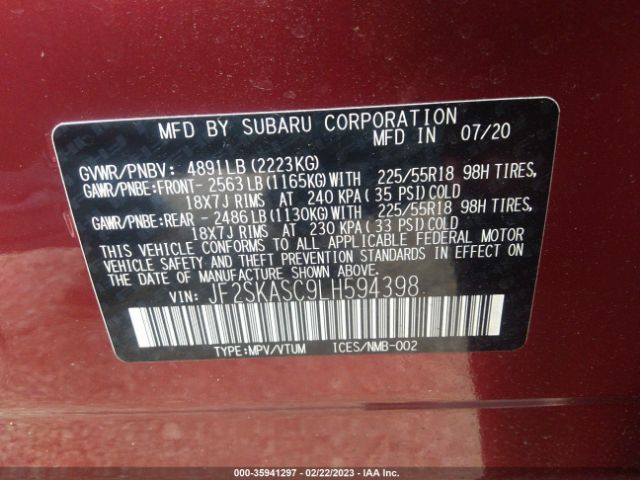 MFD BY SUBARU CORPORATION
MFD IN 07/20
GVWR/PNBV: 4891LB(2223KG)
GAWR/PNBE:FRONT- 2563LB(1165KG)WITH 225/55R18 98H TIRES,
18X7J RIMS AT 240 KPA(35 PSI)COLD
GAWR/PNBE:REAR - 2486LB(1130KG)WITH 225/55R18 98H TIRES,
18X7J RIMS AT 230 KPA(33 PSI)COLD
THIS VEHICLE CONFORMS TO ALL APPLICABLE FEDERAL MOTOR
VEHICLE SAFETY AND THEFT PREVENTION STANDARDS IN EFFECT
ON THE DATE OF MANUFACTURE SHOWN ABOVE.
VIN: JF2SKASC9LH594398
TYPE:MPV/VTUM ICES/NMB-002
000-35941297 - 02/22/2023 - IAA Inc.